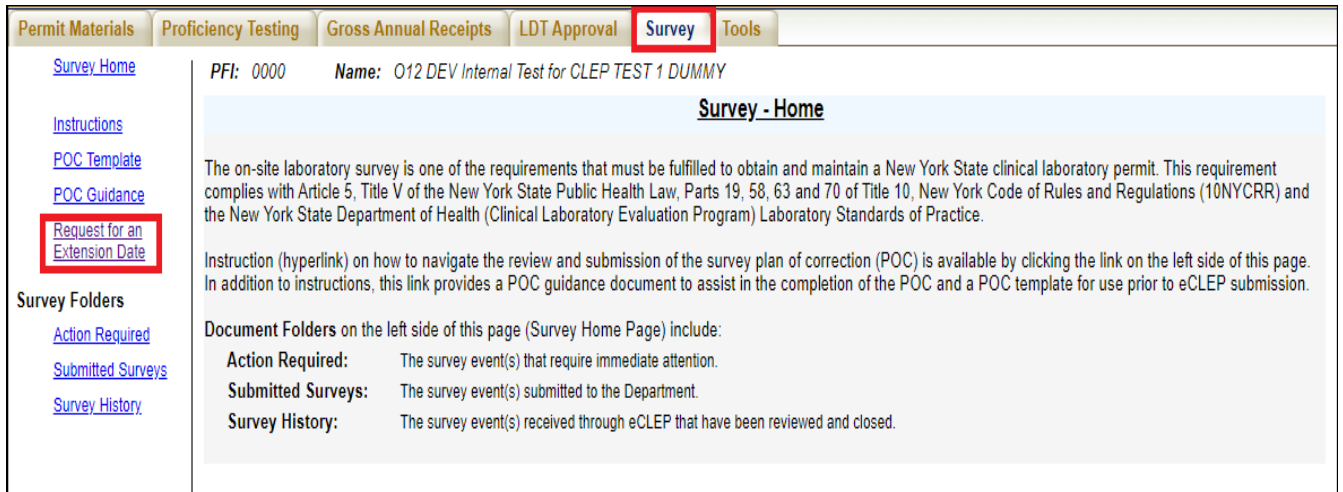 Permit Materials Proficiency Testing Gross Annual Receipts LDT Approval Survey Tools
Survey Home
Instructions
POC Template
POC Guidance
Request for an
Extension Date
Survey Folders
Action Required
Submitted Surveys
Survey History
PFI: 0000 Name: O12 DEV Internal Test for CLEP TEST 1 DUMMY
Survey - Home
The on-site laboratory survey is one of the requirements that must be fulfilled to obtain and maintain a New York State clinical laboratory permit. This requirement
complies with Article 5, Title V of the New York State Public Health Law, Parts 19, 58, 63 and 70 of Title 10, New York Code of Rules and Regulations (10NYCRR) and
the New York State Department of Health (Clinical Laboratory Evaluation Program) Laboratory Standards of Practice.
Instruction (hyperlink) on how to navigate the review and submission of the survey plan of correction (POC) is available by clicking the link on the left side of this page.
In addition to instructions, this link provides a POC guidance document to assist in the completion of the POC and a POC template for use prior to eCLEP submission.
Document Folders on the left side of this page (Survey Home Page) include:
Action Required: The survey event(s) that require immediate attention.
Submitted Surveys: The survey event(s) submitted to the Department.
Survey History: The survey event(s) received through eCLEP that have been reviewed and closed.